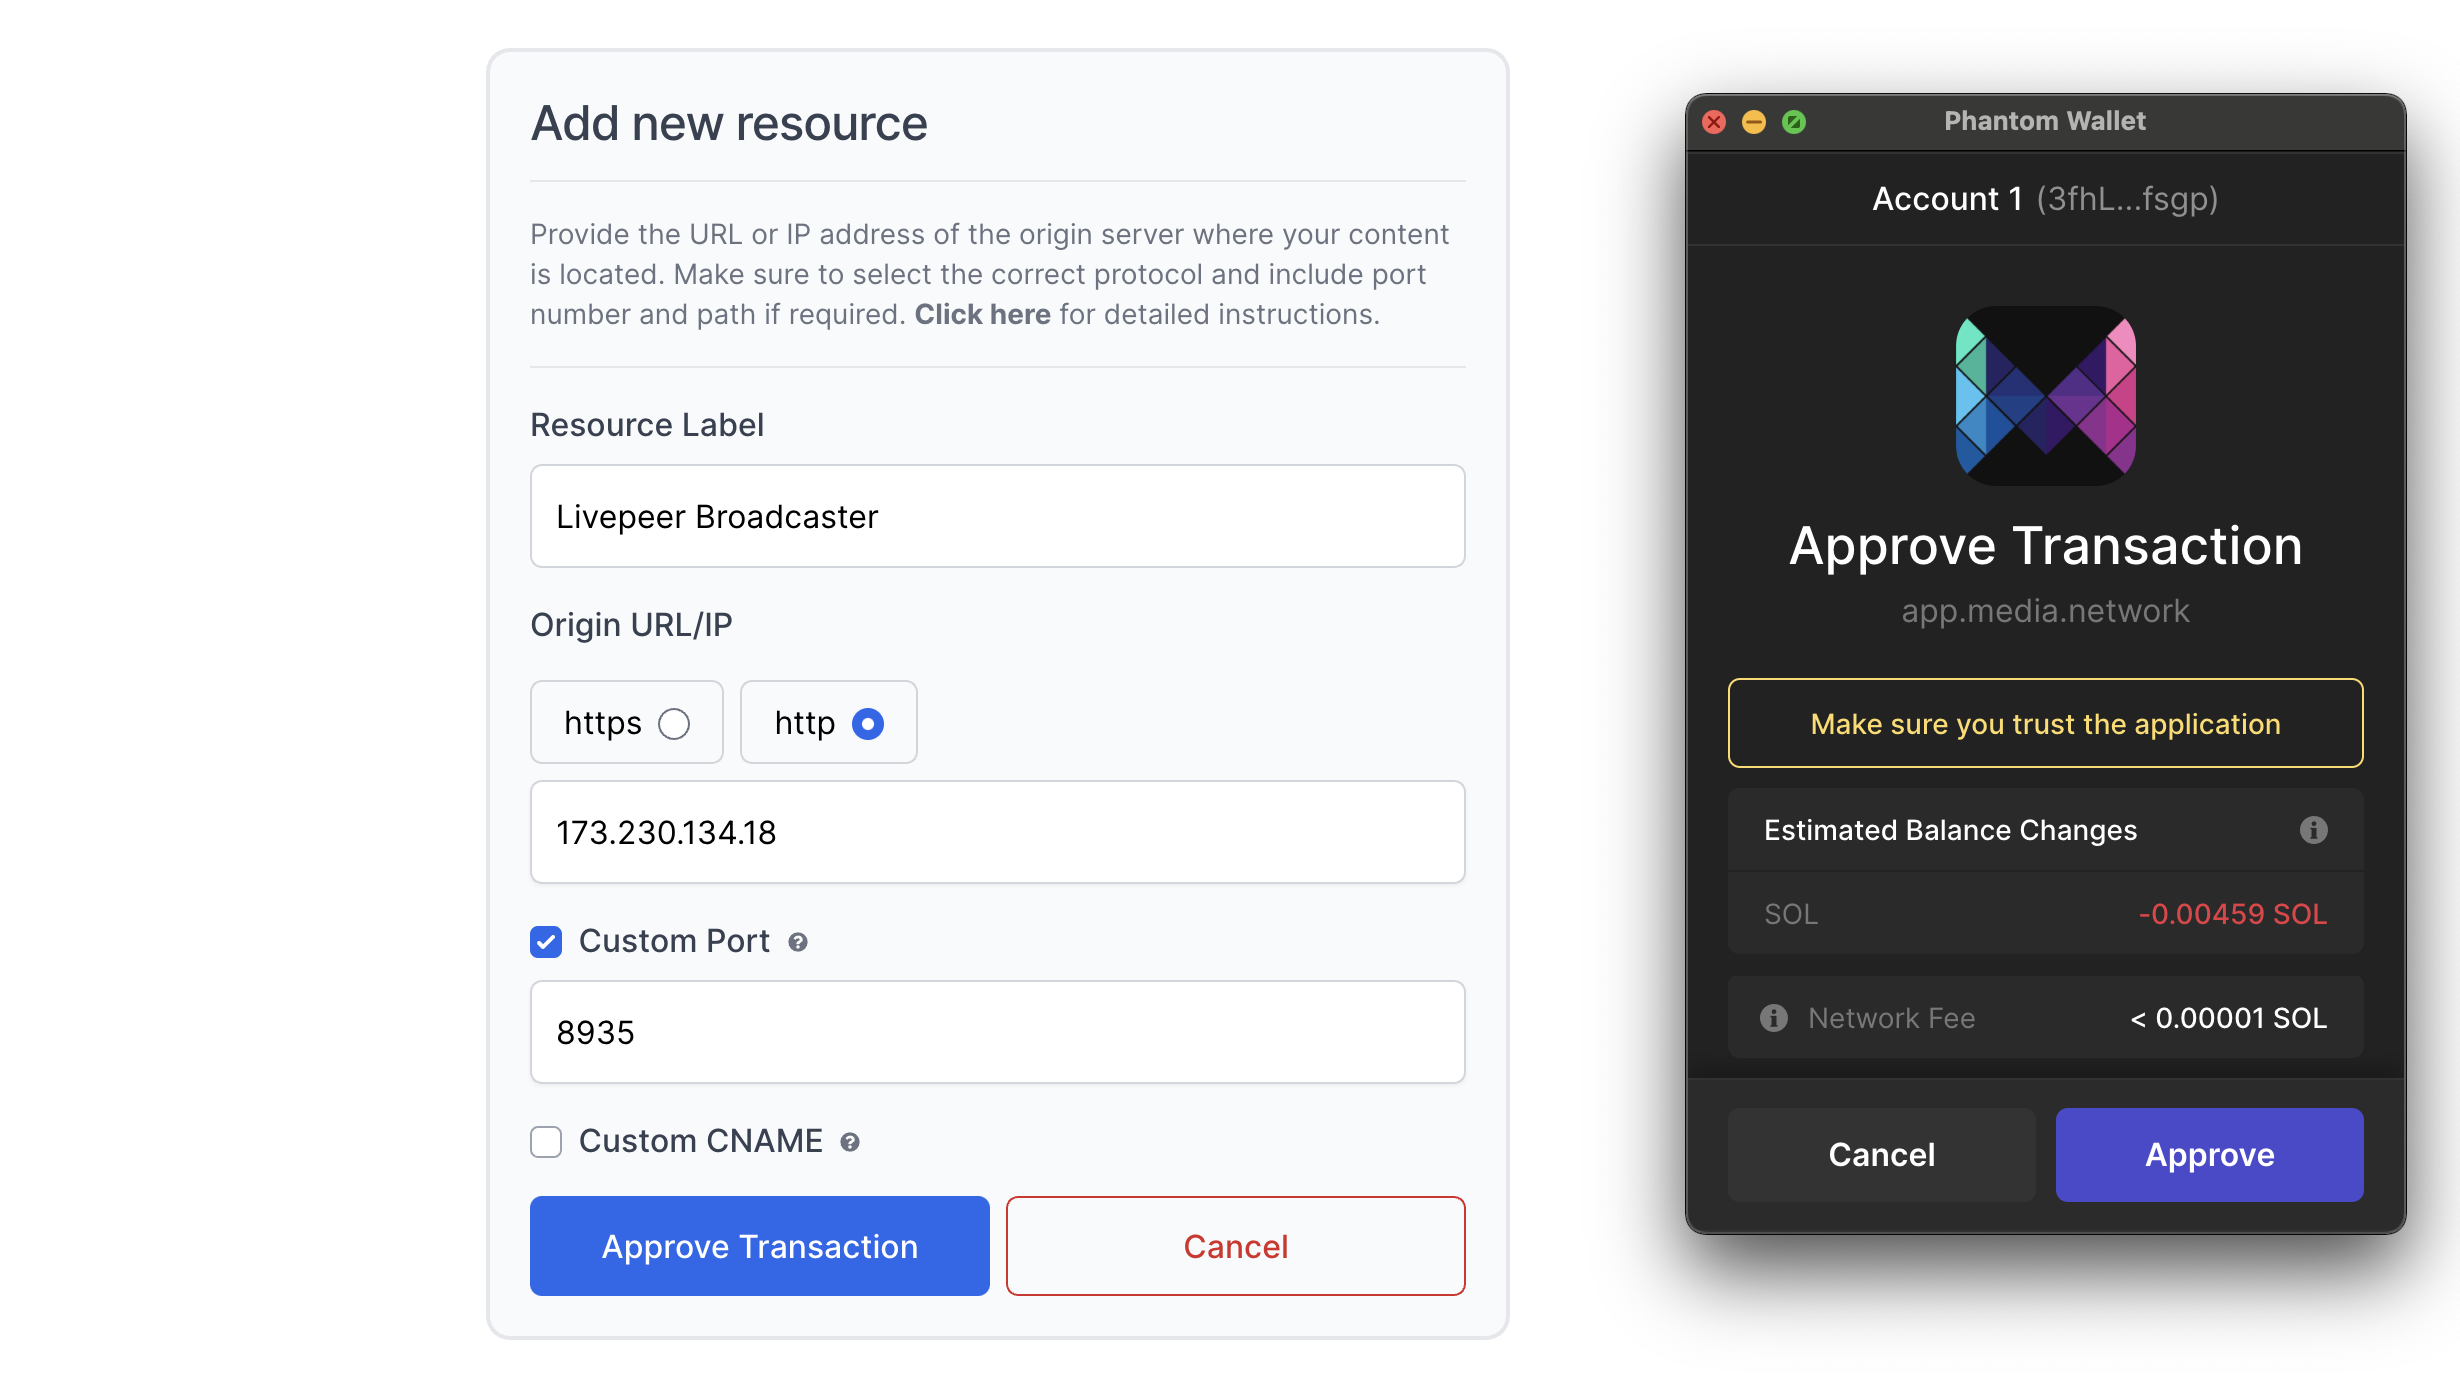 Add new resource
Provide the URL or IP address of the origin server where your content
is located. Make sure to select the correct protocol and include port
number and path if required. Click here for detailed instructions.
Resource Label
Livepeer Broadcaster
Origin URL/IP
https
http
173.230.134.18
Custom Port
8935
Custom CNAME
Approve Transaction
Cancel
Phantom Wallet
Account 1 (3fhL...fsgp)
Approve Transaction
app.media.network
Make sure you trust the application
Estimated Balance Changes
SOL -0.00459 SOL
Network Fee < 0.00001 SOL
Cancel
Approve